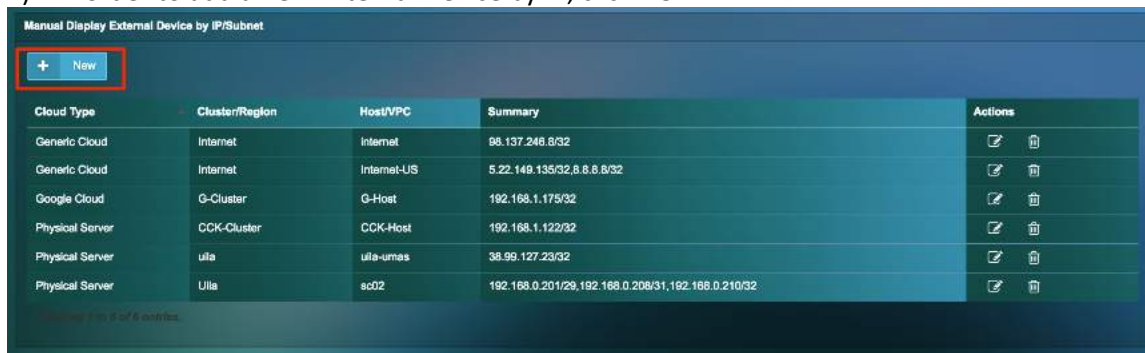 Manual Display External Device by IP/Subnet
+ New
Cloud Type Cluster/Region Host/VPC Summary Actions
Generic Cloud Internet Internet 98.137.246.8/32
Generic Cloud Internet Internet-US 5.22.149.135/32,8.8.8.8/32
Google Cloud G-Cluster G-Host 192.168.1.175/32
Physical Server CCK-Cluster CCK-Host 192.168.1.122/32
Physical Server uila uila-umas 38.99.127.23/32
Physical Server Uila sc02 192.168.0.201/29,192.168.0.208/31,192.168.0.210/32
of 6 entries.